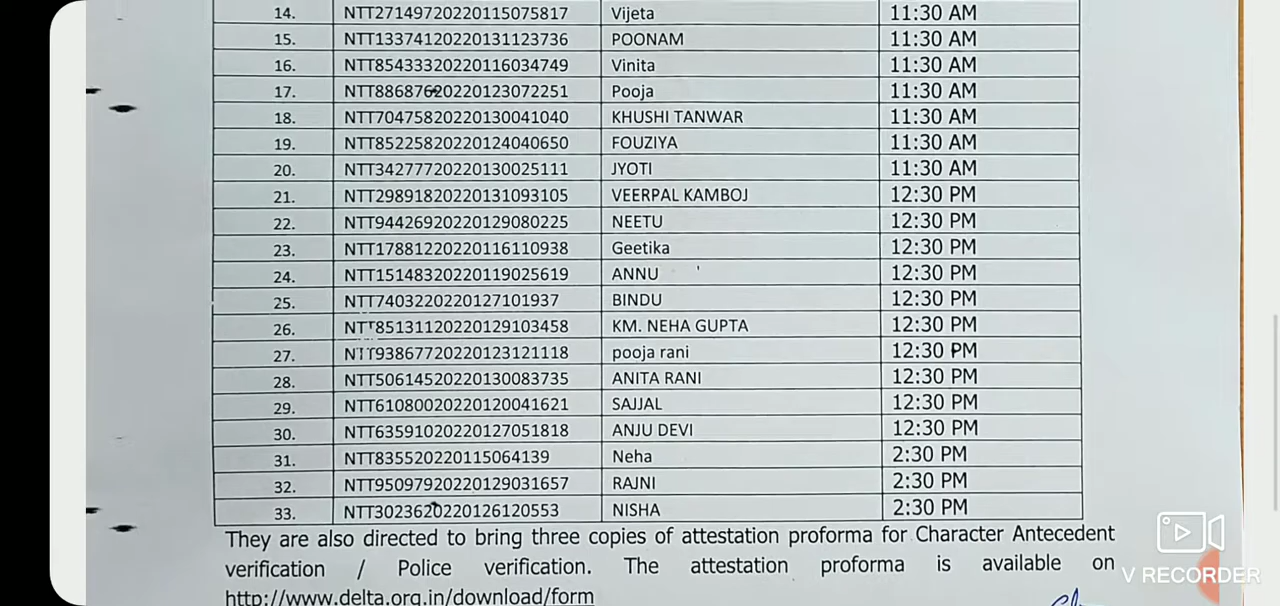 14. NTT27149720220115075817 Vijeta 11:30 AM
15. NTT13374120220131123736 POONAM 11:30 AM
16. NTT85433320220116034749 Vinita 11:30 AM
17. NTT88687620220123072251 Pooja 11:30 AM
18. NTT70475820220130041040 KHUSHI TANWAR 11:30 AM
19. NTT85225820220124040650 FOUZIYA 11:30 AM
20. NTT34277720220130025111 JYOTI 11:30 AM
21. NTT29891820220131093105 VEERPAL KAMBOJ 12:30 PM
22. NTT94426920220129080225 NEETU 12:30 PM
23. NTT17881220220116110938 Geetika 12:30 PM
24. NTT15148320220119025619 ANNU 12:30 PM
25. NTT7403220220127101937 BINDU 12:30 PM
26. NTT85131120220129103458 KM. NEHA GUPTA 12:30 PM
27. NTT93867720220123121118 pooja rani 12:30 PM
28. NTT50614520220130083735 ANITA RANI 12:30 PM
29. NTT61080020220120041621 SAJJAL 12:30 PM
30. NTT63591020220127051818 ANJU DEVI 12:30 PM
31. NTT835520220115064139 Neha 2:30 PM
32. NTT95097920220129031657 RAJNI 2:30 PM
33. NTT3023620220126120553 NISHA 2:30 PM
They are also directed to bring three copies of attestation proforma for Character Antecedent
verification / Police verification. The attestation proforma is available on
http://www.delta.org.in/download/form
V RECORDER